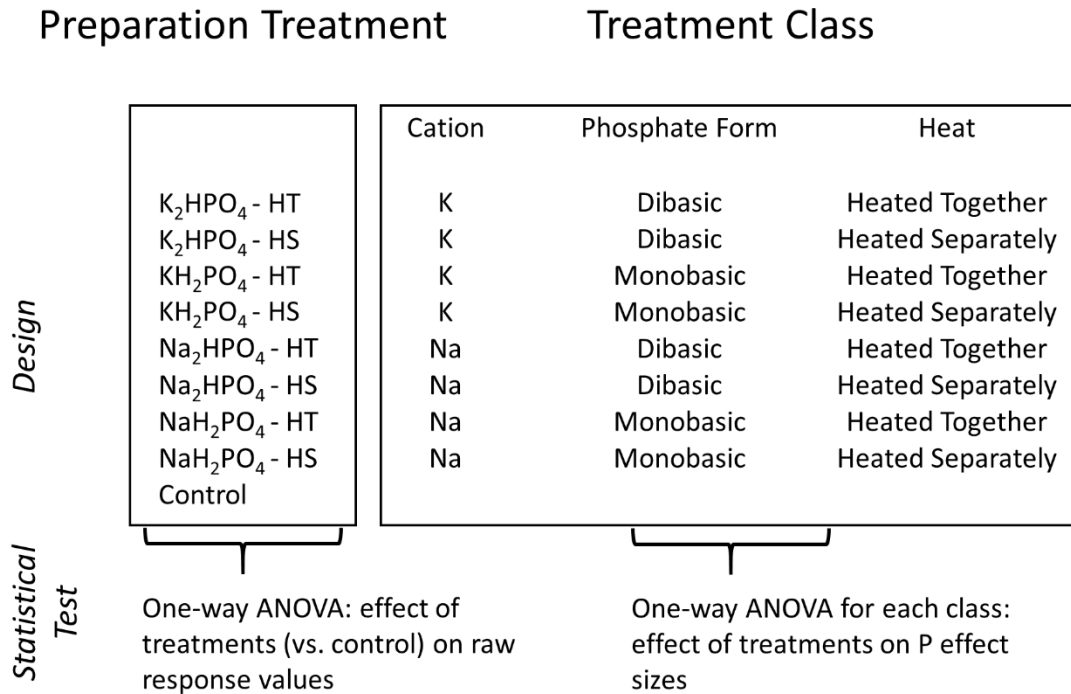 Preparation Treatment Treatment Class
Cation Phosphate Form Heat
K₂HPO₄ - HT K Dibasic Heated Together
K₂HPO₄ - HS K Dibasic Heated Separately
KH₂PO₄ - HT K Monobasic Heated Together
KH₂PO₄ - HS K Monobasic Heated Separately
Na₂HPO₄ - HT Na Dibasic Heated Together
Na₂HPO₄ - HS Na Dibasic Heated Separately
NaH₂PO₄ - HT Na Monobasic Heated Together
NaH₂PO₄ - HS Na Monobasic Heated Separately
Control
Design
Statistical
Test
One-way ANOVA: effect of
treatments (vs. control) on raw
response values
One-way ANOVA for each class:
effect of treatments on P effect
sizes